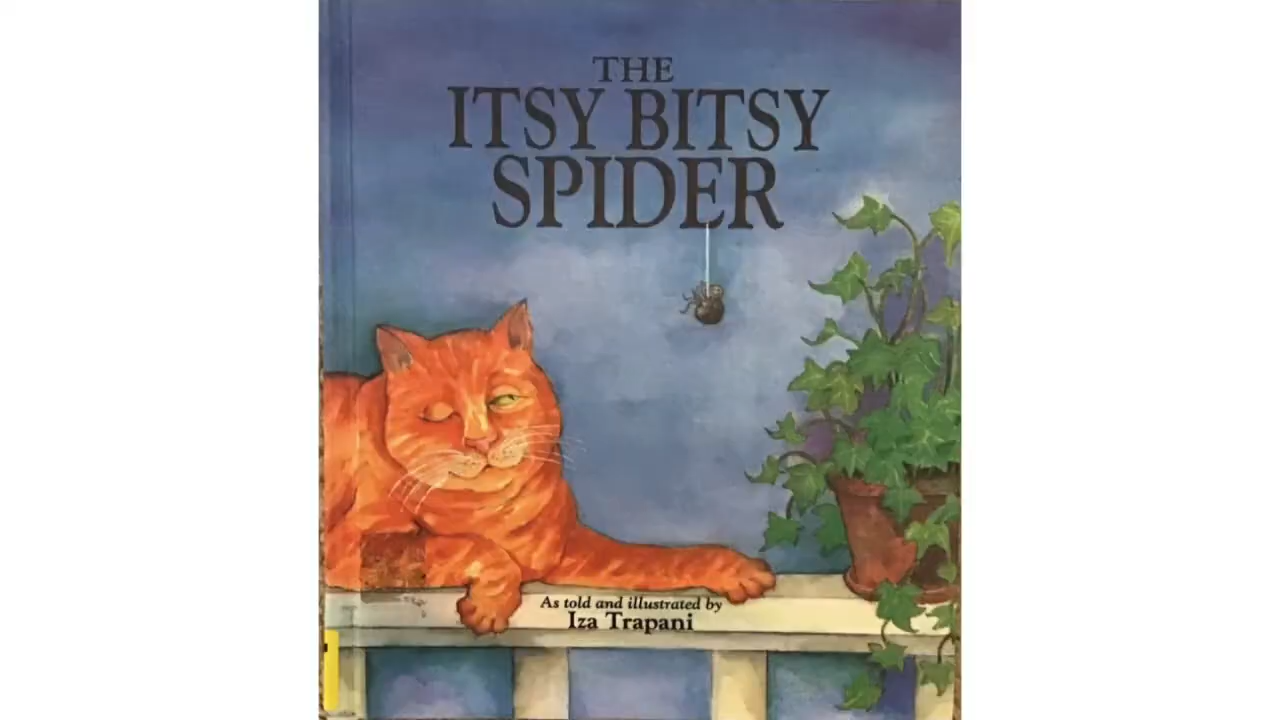 THE
ITSY BITSY
SPIDER
As told and illustrated by
Iza Trapani